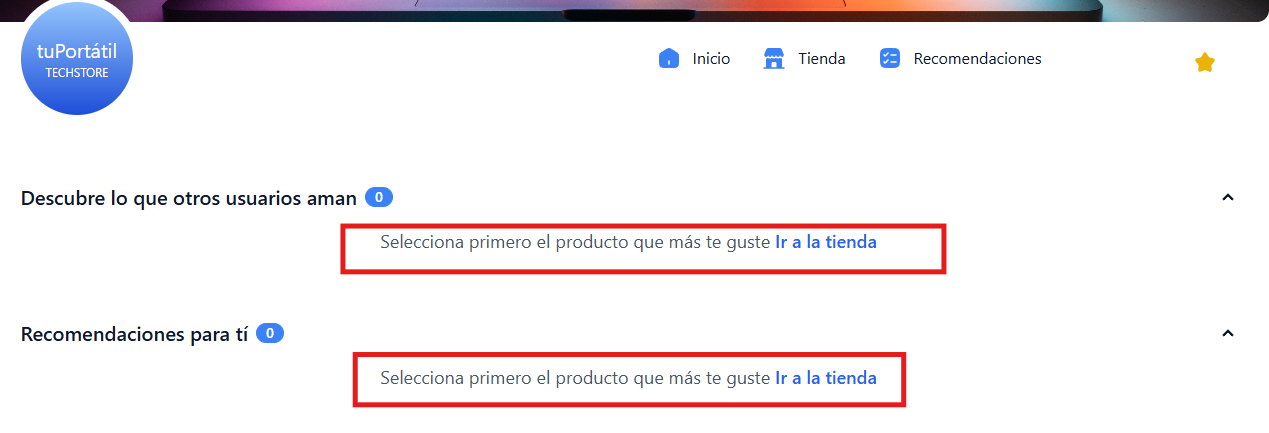 tuPortátil
TECHSTORE
Inicio
Tienda
Recomendaciones
Descubre lo que otros usuarios aman 0
Selecciona primero el producto que más te guste Ir a la tienda
Recomendaciones para tí 0
Selecciona primero el producto que más te guste Ir a la tienda